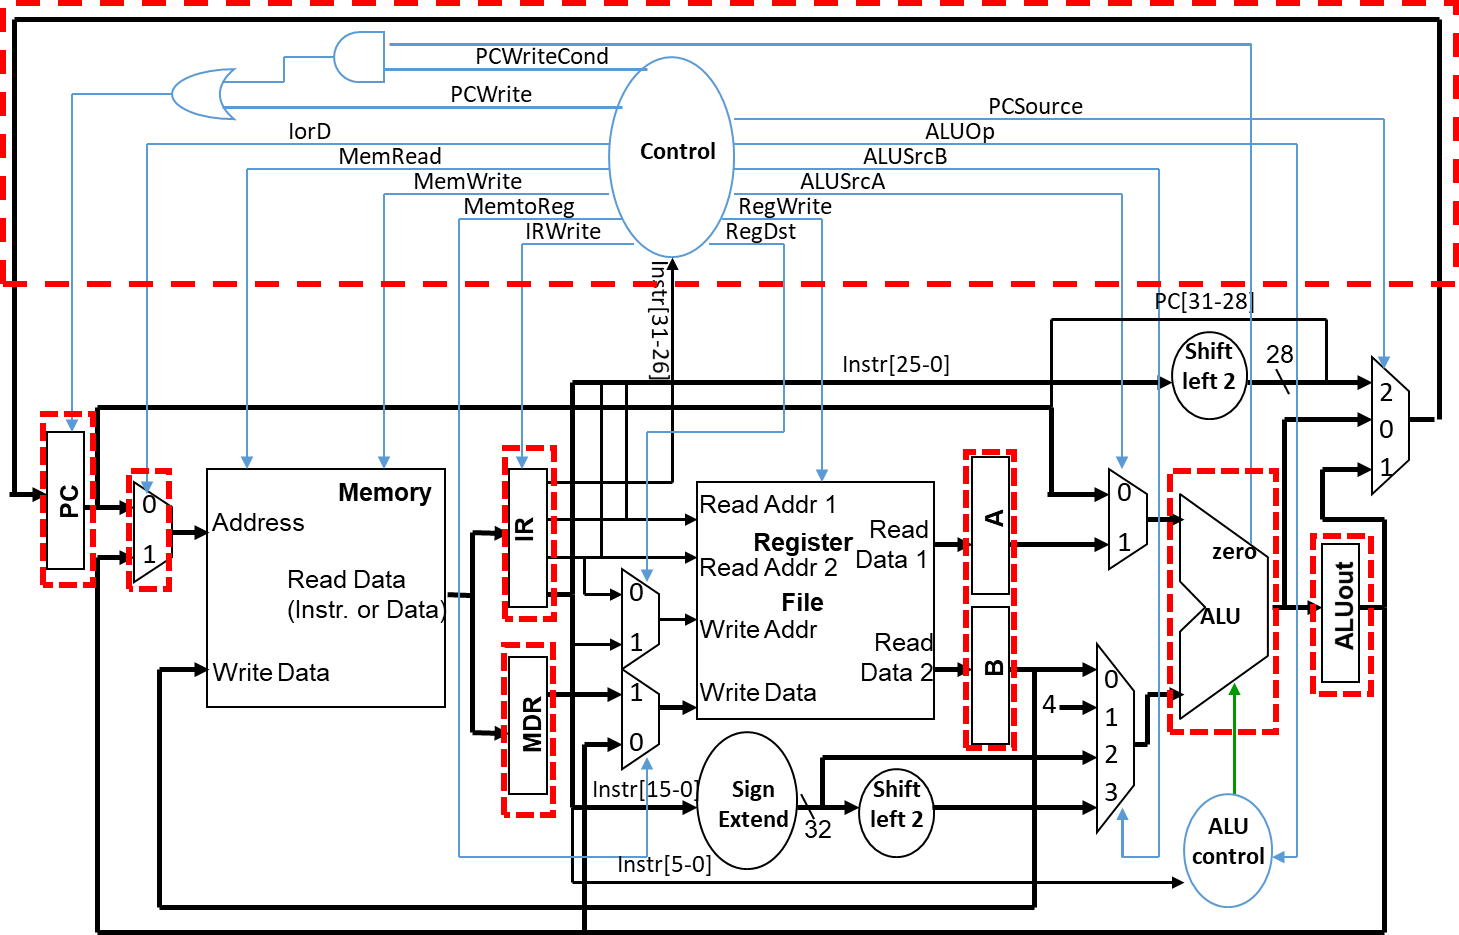 PCWriteCond
PCWrite
PCSource
IorD
ALUOp
Control
MemRead
ALUSrcB
MemWrite
ALUSrcA
MemtoReg
RegWrite
IRWrite
RegDst
Instr[31-26]
PC[31-28]
Instr[25-0]
Shift
left 2
28
2
0
1
PC
0
1
Memory
Address
Read Data
(Instr. or Data)
Write Data
IR
MDR
0
1
1
0
Read Addr 1
Register
Read Addr 2
File
Write Addr
Write Data
Read
Data 1
Read
Data 2
A
B
0
1
4
0
1
2
3
zero
ALU
ALUout
Instr[15-0]
Sign
Extend
32
Shift
left 2
ALU
control
Instr[5-0]